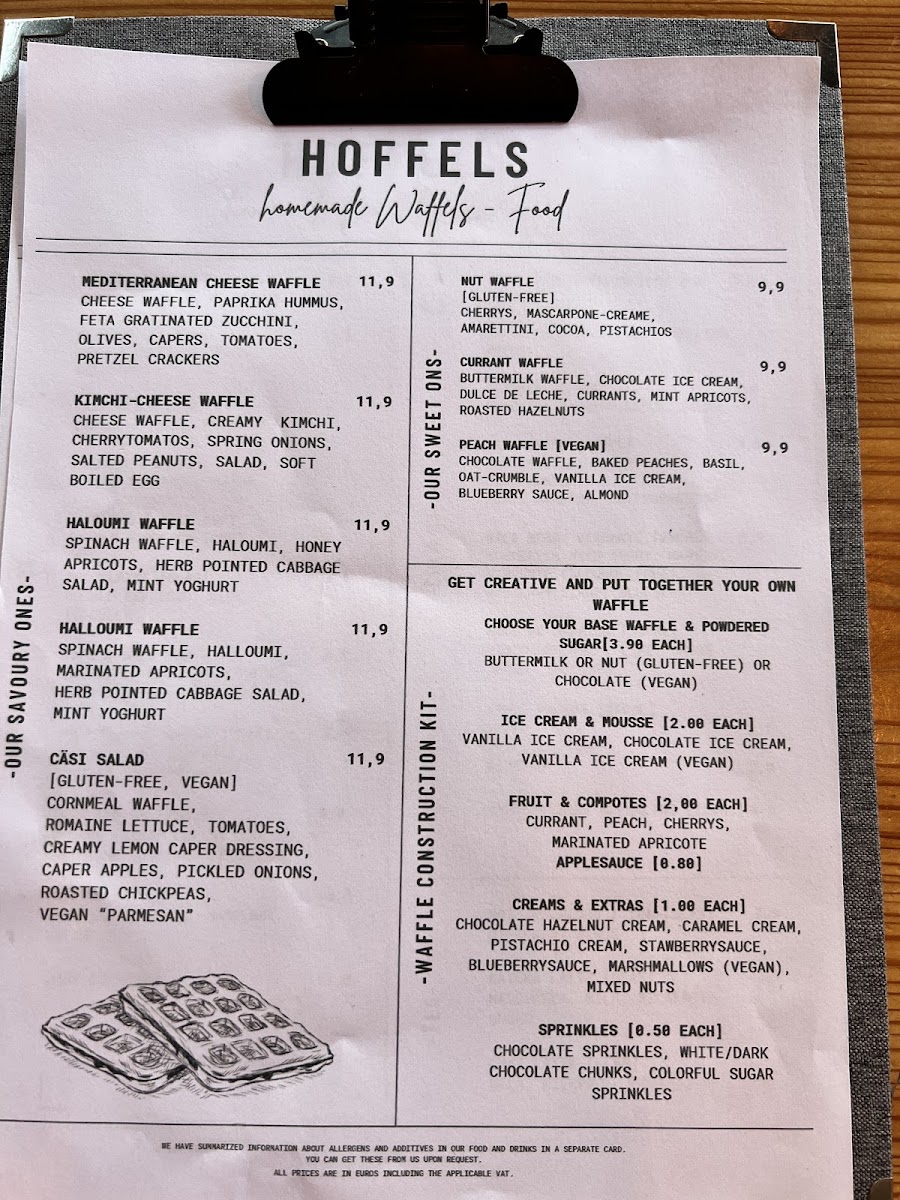 HOFFELS
homemade Waffels - Food
-OUR SAVOURY ONES-
MEDITERRANEAN CHEESE WAFFLE 11,9
CHEESE WAFFLE, PAPRIKA HUMMUS,
FETA GRATINATED ZUCCHINI,
OLIVES, CAPERS, TOMATOES,
PRETZEL CRACKERS
KIMCHI-CHEESE WAFFLE 11,9
CHEESE WAFFLE, CREAMY KIMCHI,
CHERRYTOMATOS, SPRING ONIONS,
SALTED PEANUTS, SALAD, SOFT
BOILED EGG
HALOUMI WAFFLE 11,9
SPINACH WAFFLE, HALOUMI, HONEY
APRICOTS, HERB POINTED CABBAGE
SALAD, MINT YOGHURT
HALLOUMI WAFFLE 11,9
SPINACH WAFFLE, HALLOUMI,
MARINATED APRICOTS,
HERB POINTED CABBAGE SALAD,
MINT YOGHURT
CÄSI SALAD 11,9
[GLUTEN-FREE, VEGAN]
CORNMEAL WAFFLE,
ROMAINE LETTUCE, TOMATOES,
CREAMY LEMON CAPER DRESSING,
CAPER APPLES, PICKLED ONIONS,
ROASTED CHICKPEAS,
VEGAN “PARMESAN”
-OUR SWEET ONS-
NUT WAFFLE 9,9
[GLUTEN-FREE]
CHERRYS, MASCARPONE-CREAME,
AMARETTINI, COCOA, PISTACHIOS
CURRANT WAFFLE 9,9
BUTTERMILK WAFFLE, CHOCOLATE ICE CREAM,
DULCE DE LECHE, CURRANTS, MINT APRICOTS,
ROASTED HAZELNUTS
PEACH WAFFLE [VEGAN] 9,9
CHOCOLATE WAFFLE, BAKED PEACHES, BASIL,
OAT-CRUMBLE, VANILLA ICE CREAM,
BLUEBERRY SAUCE, ALMOND
-WAFFLE CONSTRUCTION KIT-
GET CREATIVE AND PUT TOGETHER YOUR OWN
WAFFLE
CHOOSE YOUR BASE WAFFLE & POWDERED
SUGAR[3.90 EACH]
BUTTERMILK OR NUT (GLUTEN-FREE) OR
CHOCOLATE (VEGAN)
ICE CREAM & MOUSSE [2.00 EACH]
VANILLA ICE CREAM, CHOCOLATE ICE CREAM,
VANILLA ICE CREAM (VEGAN)
FRUIT & COMPOTES [2,00 EACH]
CURRANT, PEACH, CHERRYS,
MARINATED APRICOTE
APPLESAUCE [0.80]
CREAMS & EXTRAS [1.00 EACH]
CHOCOLATE HAZELNUT CREAM, CARAMEL CREAM,
PISTACHIO CREAM, STAWBERRYSAUCE,
BLUEBERRYSAUCE, MARSHMALLOWS (VEGAN),
MIXED NUTS
SPRINKLES [0.50 EACH]
CHOCOLATE SPRINKLES, WHITE/DARK
CHOCOLATE CHUNKS, COLORFUL SUGAR
SPRINKLES
WE HAVE SUMMARIZED INFORMATION ABOUT ALLERGENS AND ADDITIVES IN OUR FOOD AND DRINKS IN A SEPARATE CARD.
YOU CAN GET THESE FROM US UPON REQUEST.
ALL PRICES ARE IN EUROS INCLUDING THE APPLICABLE VAT.